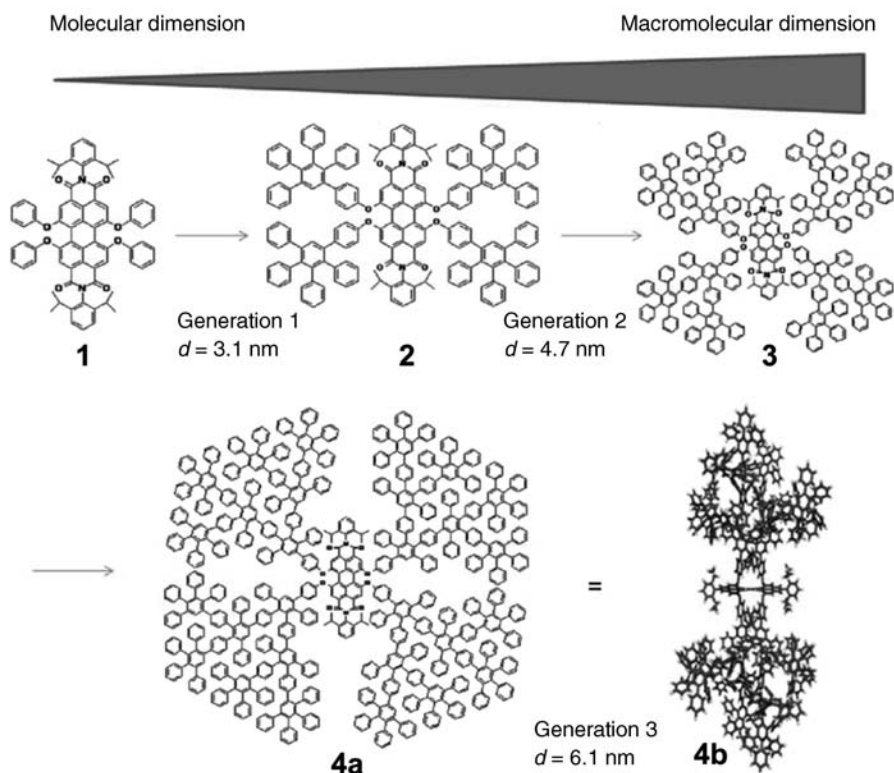 Molecular dimension
Macromolecular dimension
N
O O
O O
O O
O O
N
1
Generation 1
d = 3.1 nm
N
O O
O O
O O
O O
N
2
Generation 2
d = 4.7 nm
N
O O
O O
O O
O O
N
3
4a
=
Generation 3
d = 6.1 nm
4b